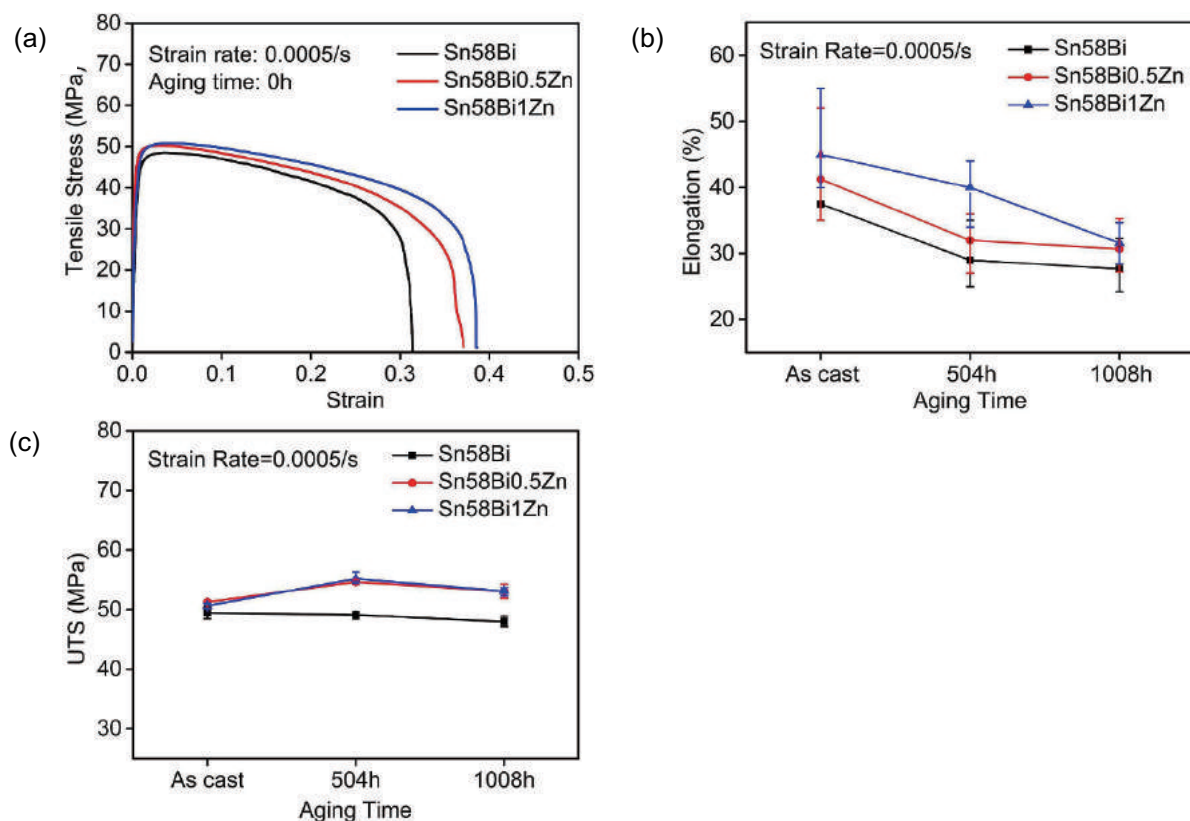 (a)
80
70
60
50
40
30
20
10
0
Tensile Stress (MPa,
Strain rate: 0.0005/s
Aging time: 0h
Sn58Bi
Sn58Bi0.5Zn
Sn58Bi1Zn
0.0 0.1 0.2 0.3 0.4 0.5
Strain
(b)
60
50
40
30
20
Elongation (%)
Strain Rate=0.0005/s
Sn58Bi
Sn58Bi0.5Zn
Sn58Bi1Zn
As cast 504h 1008h
Aging Time
(c)
80
70
60
50
40
30
UTS (MPa)
Strain Rate=0.0005/s
Sn58Bi
Sn58Bi0.5Zn
Sn58Bi1Zn
As cast 504h 1008h
Aging Time